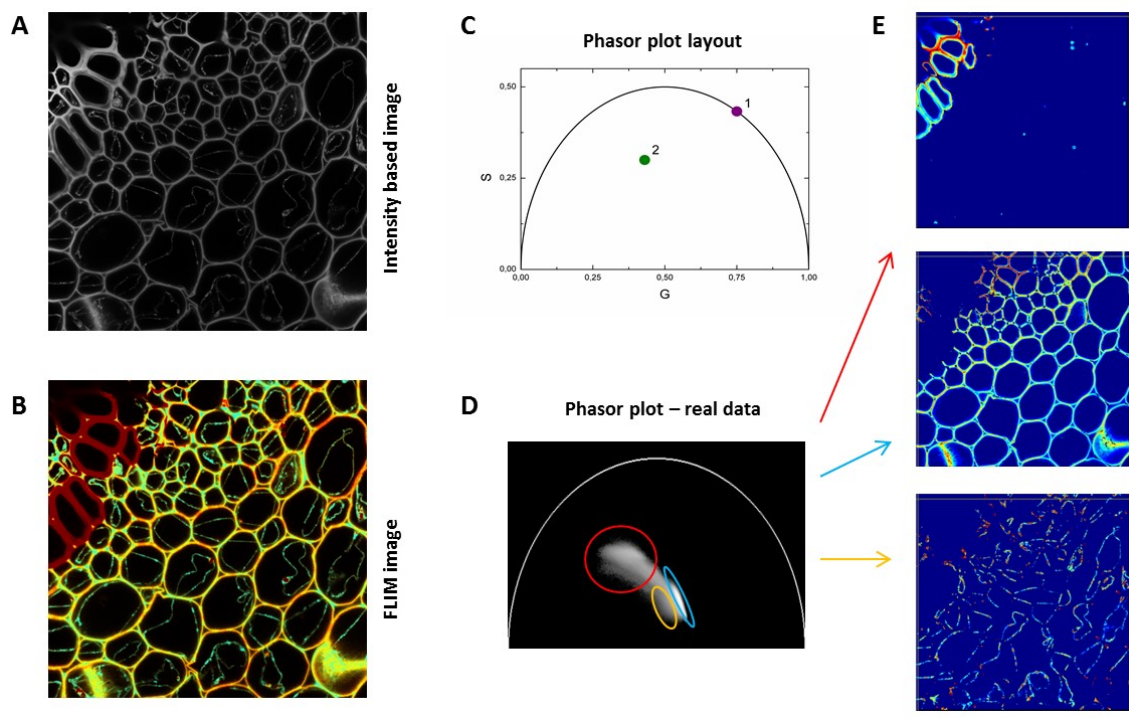 A
Intensity based image
B
FLIM image
C
Phasor plot layout
0,50
0,25
0,00
S
1
2
0,00
0,25
0,50
0,75
1,00
G
D
Phasor plot – real data
E